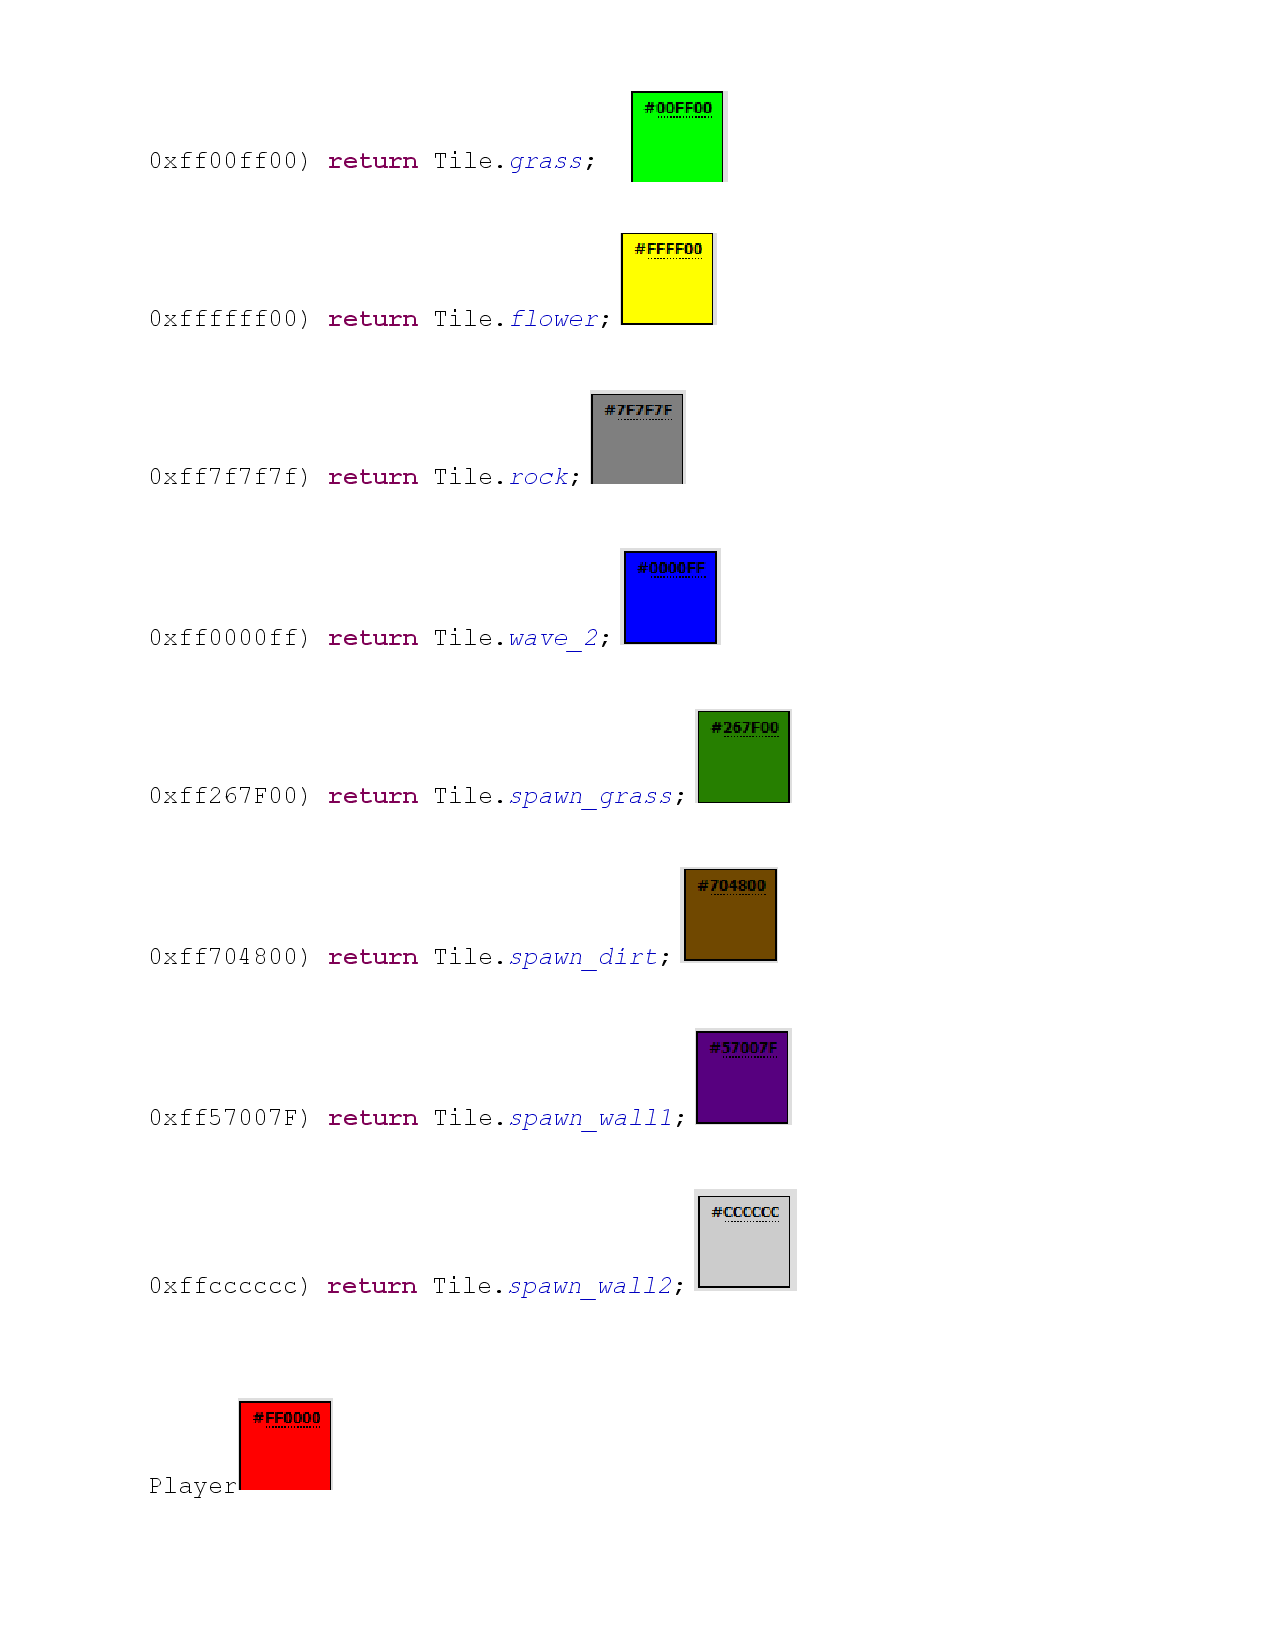 #00FF00
0xff00ff00) return Tile.grass;
#FFFF00
0xffffff00) return Tile.flower;
#7F7F7F
0xff7f7f7f) return Tile.rock;
#0000FF
0xff0000ff) return Tile.wave_2;
#267F00
0xff267F00) return Tile.spawn_grass;
#704800
0xff704800) return Tile.spawn_dirt;
#57007F
0xff57007F) return Tile.spawn_wall1;
#CCCCCC
0xffcccccc) return Tile.spawn_wall2;
#FF0000
Player